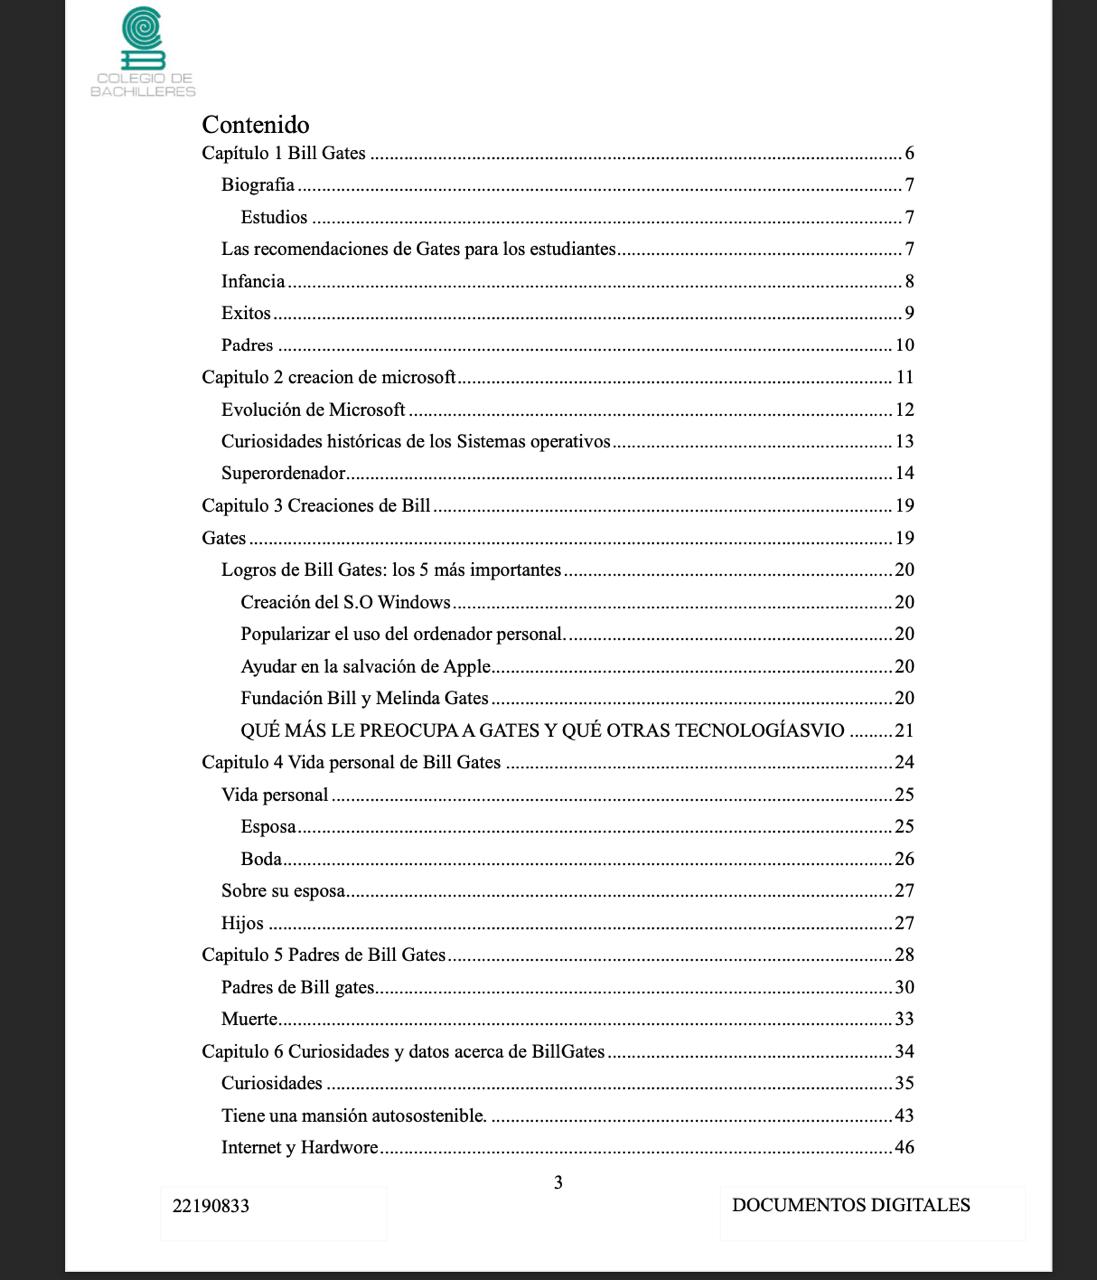 COLEGIO DE
BACHILLERES
Contenido
Capítulo 1 Bill Gates ........................................ 6
Biografia ........................................ 7
Estudios ........................................ 7
Las recomendaciones de Gates para los estudiantes ........................................ 7
Infancia ........................................ 8
Exitos ........................................ 9
Padres ........................................ 10
Capitulo 2 creacion de microsoft ........................................ 11
Evolución de Microsoft ........................................ 12
Curiosidades históricas de los Sistemas operativos ........................................ 13
Superordenador ........................................ 14
Capitulo 3 Creaciones de Bill ........................................ 19
Gates ........................................ 19
Logros de Bill Gates: los 5 más importantes ........................................ 20
Creación del S.O Windows ........................................ 20
Popularizar el uso del ordenador personal. ........................................ 20
Ayudar en la salvación de Apple ........................................ 20
Fundación Bill y Melinda Gates ........................................ 20
QUÉ MÁS LE PREOCUPA A GATES Y QUÉ OTRAS TECNOLOGÍASVIO ......... 21
Capitulo 4 Vida personal de Bill Gates ........................................ 24
Vida personal ........................................ 25
Esposa ........................................ 25
Boda ........................................ 26
Sobre su esposa ........................................ 27
Hijos ........................................ 27
Capitulo 5 Padres de Bill Gates ........................................ 28
Padres de Bill gates ........................................ 30
Muerte ........................................ 33
Capitulo 6 Curiosidades y datos acerca de BillGates ........................................ 34
Curiosidades ........................................ 35
Tiene una mansión autosostenible. ........................................ 43
Internet y Hardwore ........................................ 46
3
22190833 DOCUMENTOS DIGITALES